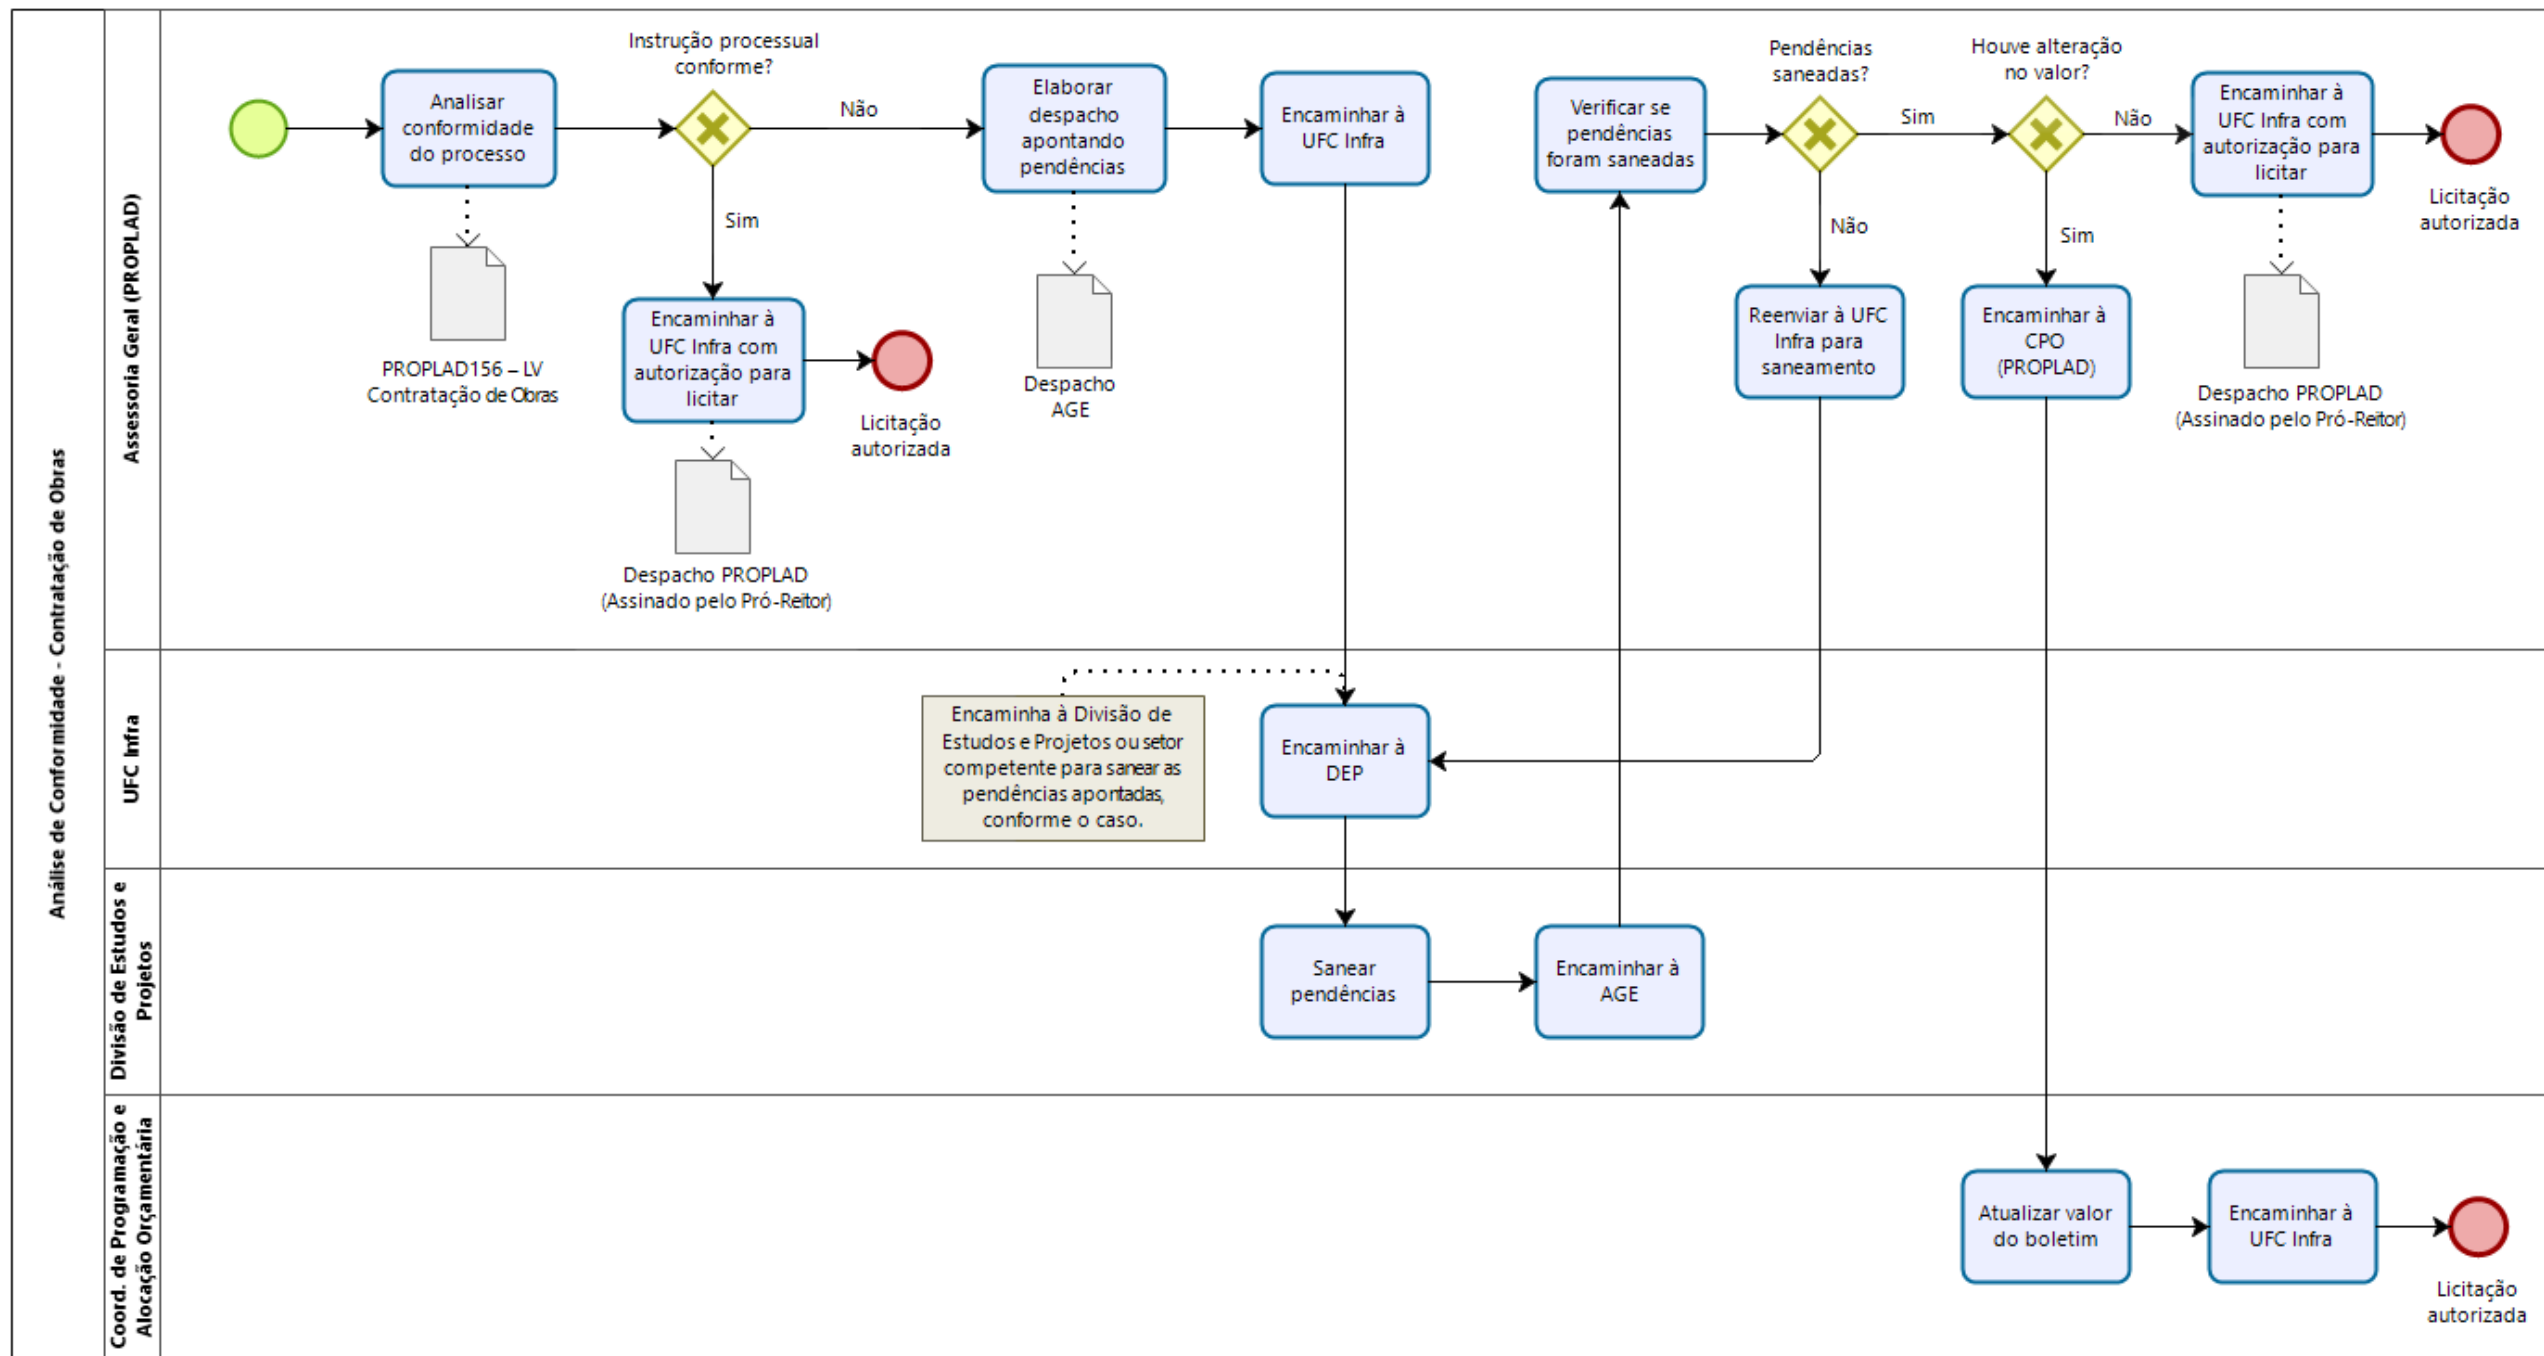 Análise de Conformidade - Contratação de Obras
Assessoria Geral (PROPLAD)
Analisar
conformidade
do processo
PROPLAD156 – LV
Contratação de Obras
Instrução processual
conforme?
Não
Sim
Encaminhar à
UFC Infra com
autorização para
licitar
Licitação
autorizada
Despacho PROPLAD
(Assinado pelo Pró-Reitor)
Elaborar
despacho
apontando
pendências
Despacho
AGE
Encaminhar à
UFC Infra
Verificar se
pendências
foram saneadas
Pendências
saneadas?
Sim
Não
Reenviar à UFC
Infra para
saneamento
Houve alteração
no valor?
Não
Sim
Encaminhar à
CPO
(PROPLAD)
Encaminhar à
UFC Infra com
autorização para
licitar
Licitação
autorizada
Despacho PROPLAD
(Assinado pelo Pró-Reitor)
UFC Infra
Encaminha à Divisão de
Estudos e Projetos ou setor
competente para sanear as
pendências apontadas,
conforme o caso.
Encaminhar à
DEP
Divisão de Estudos e
Projetos
Sanear
pendências
Encaminhar à
AGE
Coord. de Programação e
Alocação Orçamentária
Atualizar valor
do boletim
Encaminhar à
UFC Infra
Licitação
autorizada